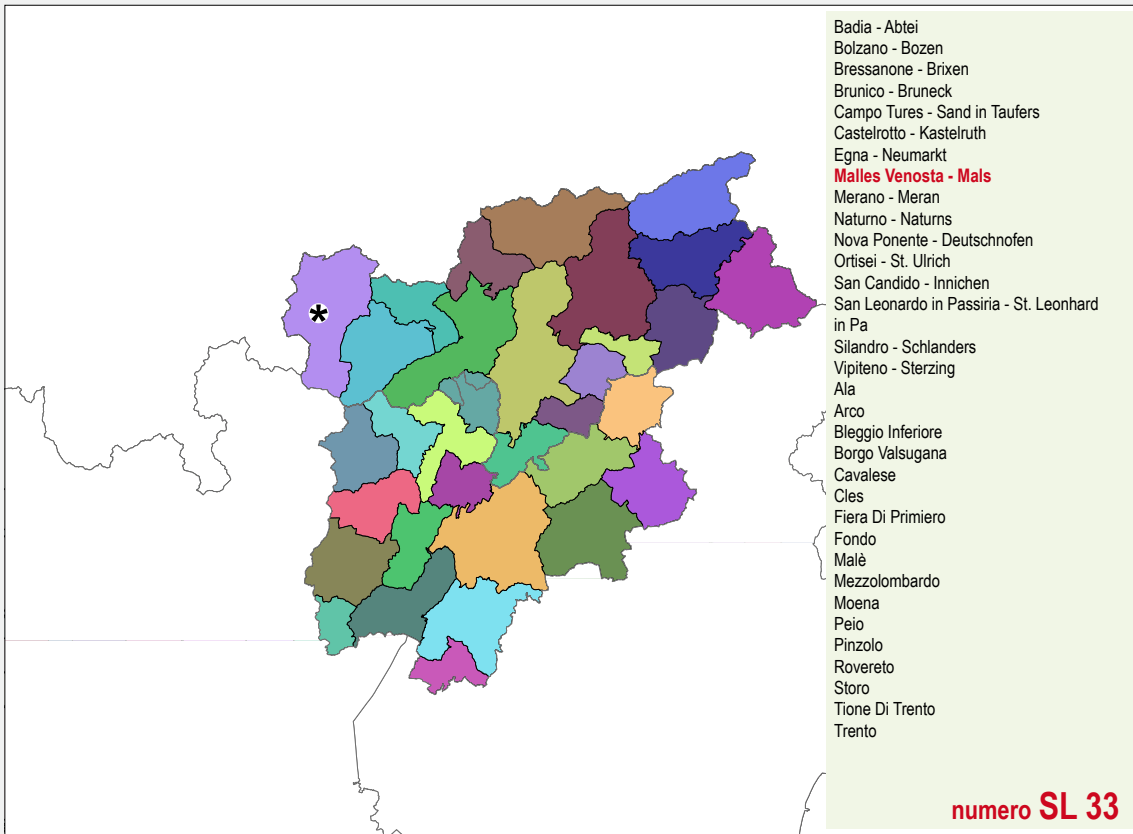 Badia - Abtei
Bolzano - Bozen
Bressanone - Brixen
Brunico - Bruneck
Campo Tures - Sand in Taufers
Castelrotto - Kastelruth
Egna - Neumarkt
Malles Venosta - Mals
Merano - Meran
Naturno - Naturns
Nova Ponente - Deutschnofen
Ortisei - St. Ulrich
San Candido - Innichen
San Leonardo in Passiria - St. Leonhard
in Pa
Silandro - Schlanders
Vipiteno - Sterzing
Ala
Arco
Bleggio Inferiore
Borgo Valsugana
Cavalese
Cles
Fiera Di Primiero
Fondo
Malè
Mezzolombardo
Moena
Peio
Pinzolo
Rovereto
Storo
Tione Di Trento
Trento
numero SL 33
*